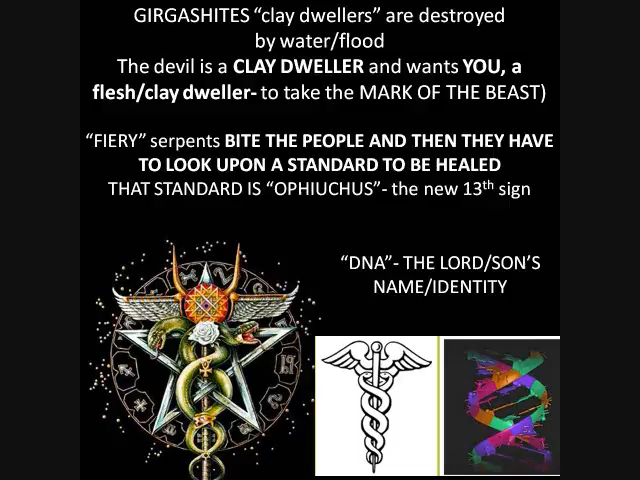 GIRGASHITES “clay dwellers” are destroyed
by water/flood
The devil is a CLAY DWELLER and wants YOU, a
flesh/clay dweller- to take the MARK OF THE BEAST)
“FIERY” serpents BITE THE PEOPLE AND THEN THEY HAVE
TO LOOK UPON A STANDARD TO BE HEALED
THAT STANDARD IS “OPHIUCHUS”- the new 13th sign
“DNA”- THE LORD/SON’S
NAME/IDENTITY